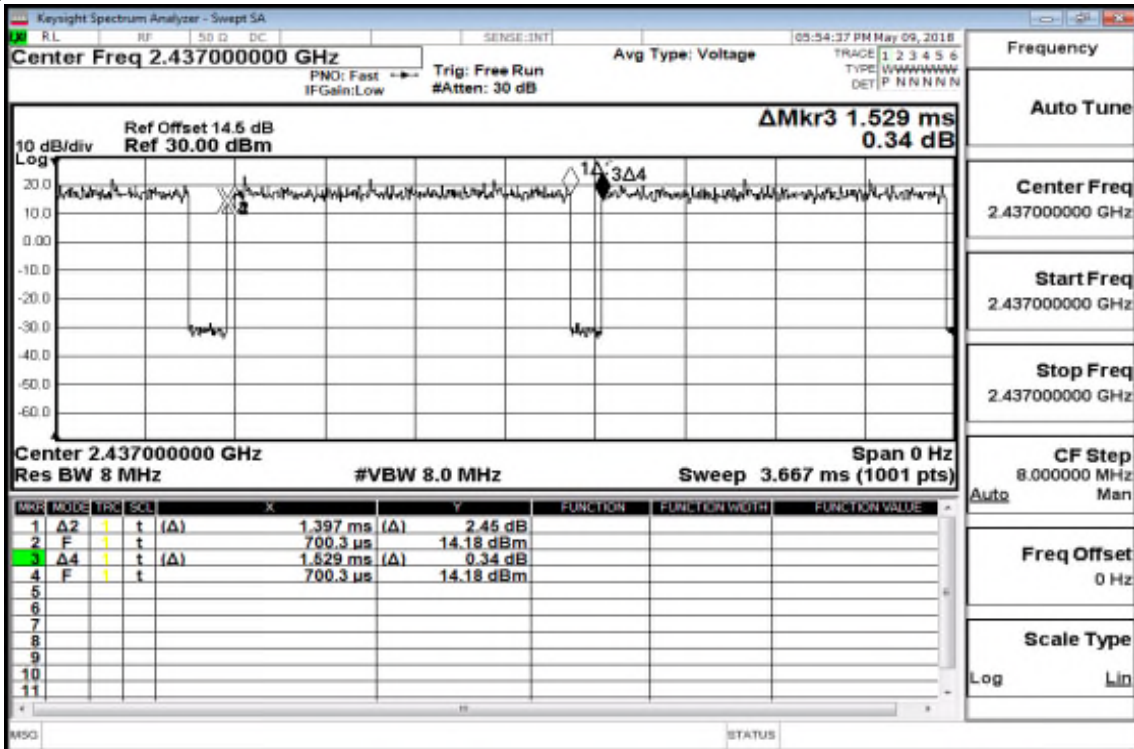 Keysight Spectrum Analyzer - Swept SA
LXI RL RF 50 Ω DC SENSE:INT 05:54:37 PM May 09, 2018
Center Freq 2.437000000 GHz Avg Type: Voltage TRACE 1 2 3 4 5 6
PNO: Fast Trig: Free Run TYPE WWWWWW
IFGain:Low #Atten: 30 dB DET P N N N N N
Frequency
Auto Tune
Center Freq
2.437000000 GHz
Start Freq
2.437000000 GHz
Stop Freq
2.437000000 GHz
CF Step
8.000000 MHz
Auto Man
Freq Offset
0 Hz
Scale Type
Log Lin
ΔMkr3 1.529 ms
0.34 dB
Ref Offset 14.5 dB
10 dB/div Ref 30.00 dBm
Log
20.0
10.0
0.00
-10.0
-20.0
-30.0
-40.0
-50.0
-60.0
1Δ 3Δ4
Center 2.437000000 GHz Span 0 Hz
Res BW 8 MHz #VBW 8.0 MHz Sweep 3.667 ms (1001 pts)
MKR MODE TRC SCL X Y FUNCTION FUNCTION WIDTH FUNCTION VALUE
1 Δ2 1 t (Δ) 1.397 ms (Δ) 2.45 dB
2 F 1 t 700.3 µs 14.18 dBm
3 Δ4 1 t (Δ) 1.529 ms (Δ) 0.34 dB
4 F 1 t 700.3 µs 14.18 dBm
5
6
7
8
9
10
11
MSG STATUS